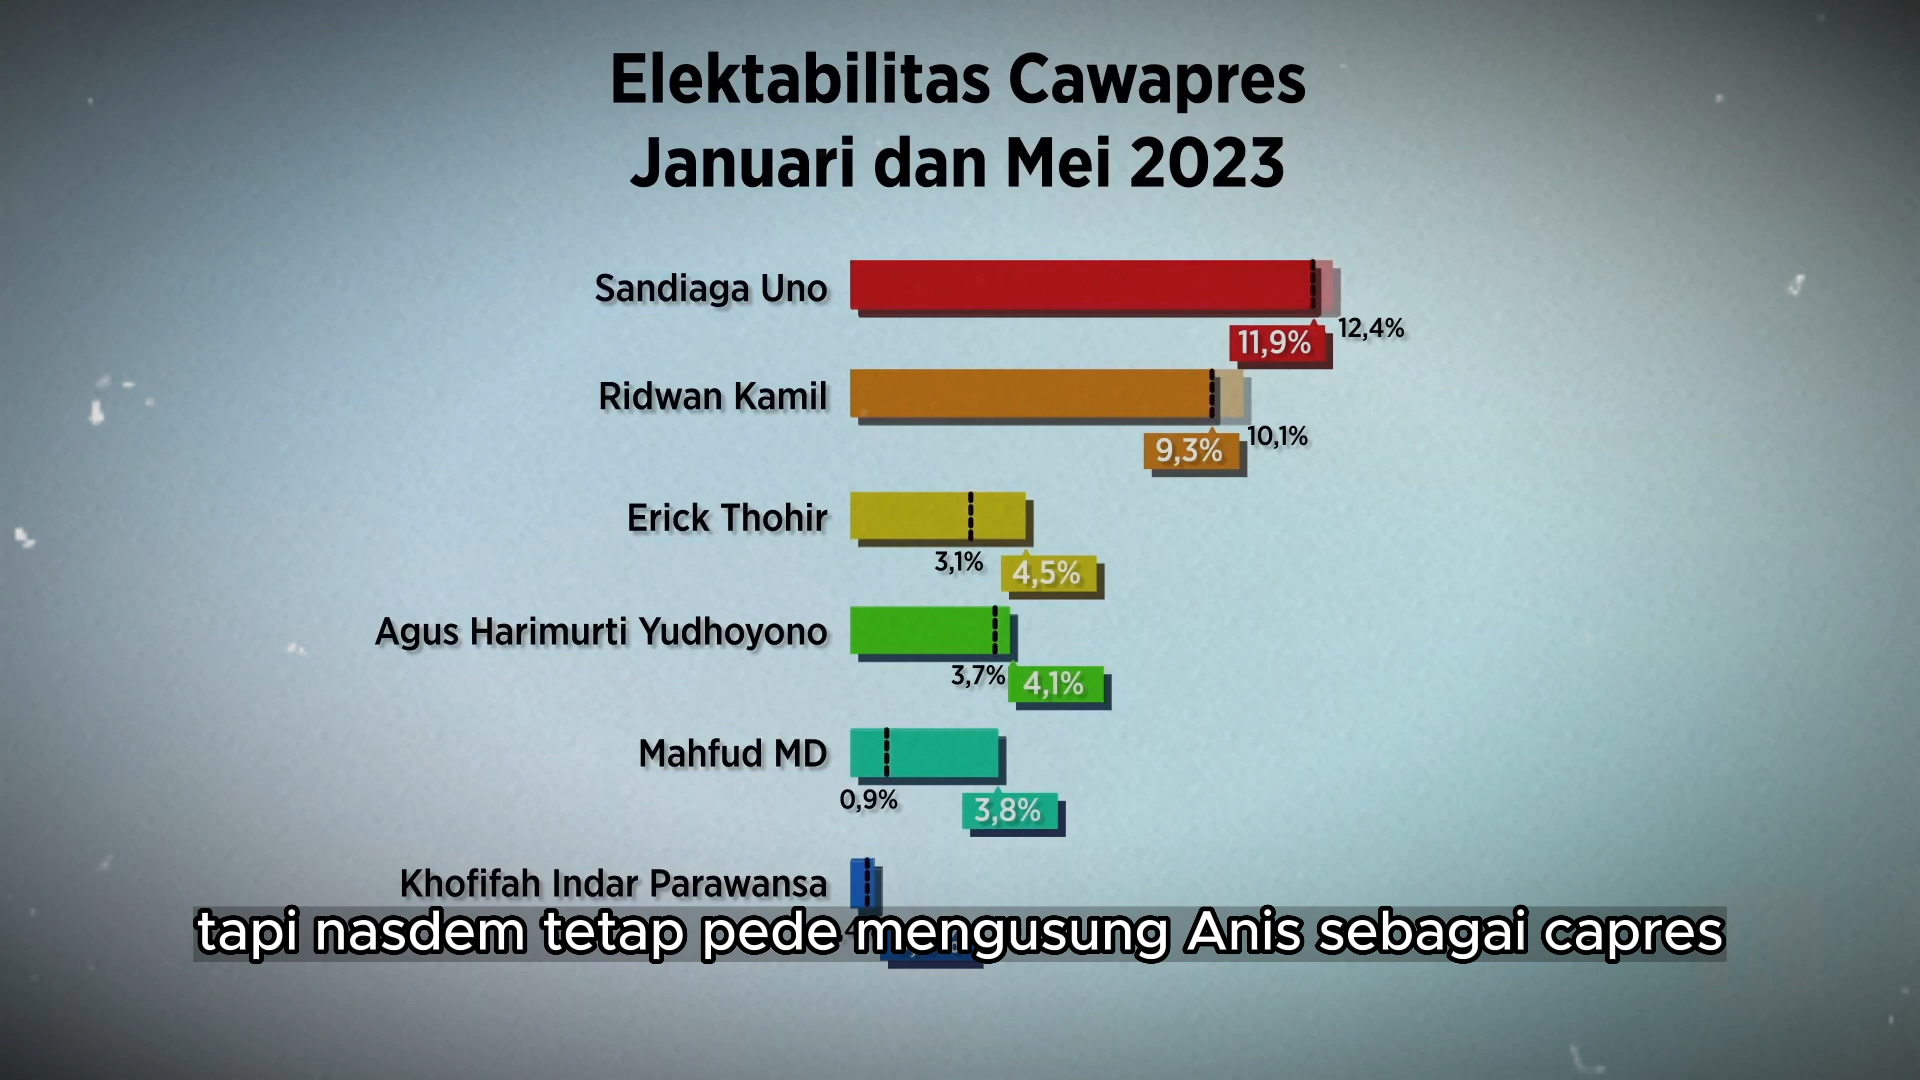 Elektabilitas Cawapres
Januari dan Mei 2023
Sandiaga Uno
12,4%
11,9%
Ridwan Kamil
10,1%
9,3%
Erick Thohir
3,1%
4,5%
Agus Harimurti Yudhoyono
3,7%
4,1%
Mahfud MD
0,9%
3,8%
Khofifah Indar Parawansa
tapi nasdem tetap pede mengusung Anis sebagai capres